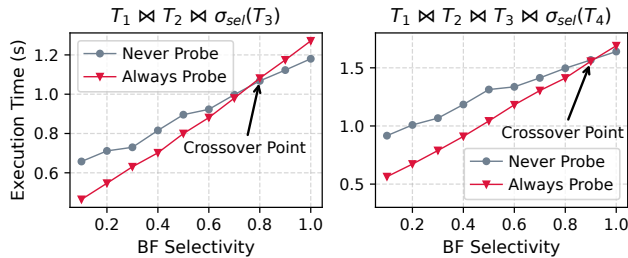 T₁ ⋈ T₂ ⋈ σ_sel(T₃)
Execution Time (s)
1.2
1.0
0.8
0.6
Never Probe
Always Probe
Crossover Point
0.2 0.4 0.6 0.8 1.0
BF Selectivity
T₁ ⋈ T₂ ⋈ T₃ ⋈ σ_sel(T₄)
1.5
1.0
0.5
Crossover Point
Never Probe
Always Probe
0.2 0.4 0.6 0.8 1.0
BF Selectivity